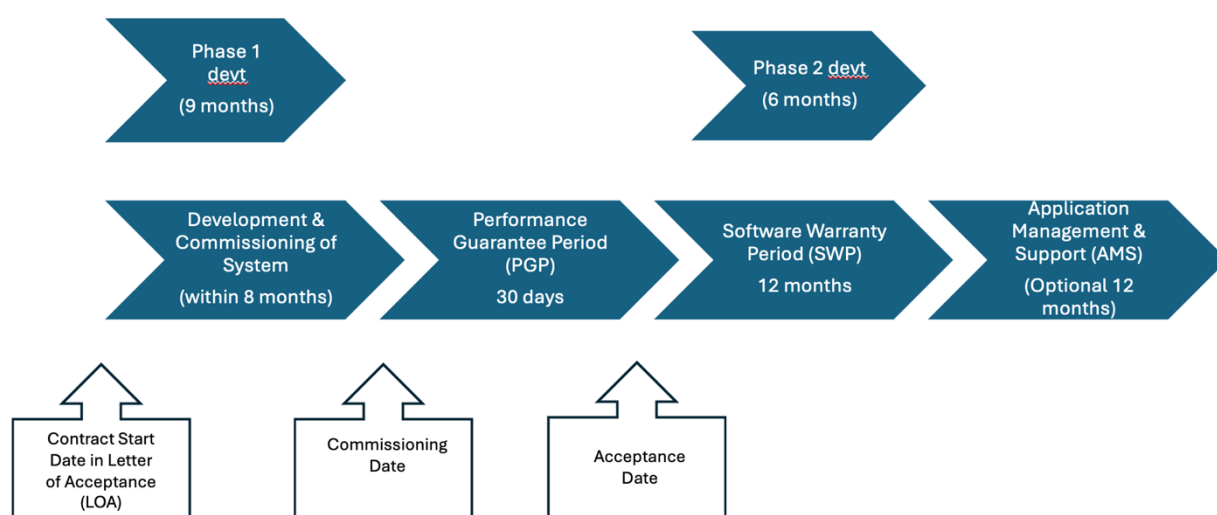 Phase 1
devt
(9 months)
Phase 2 devt
(6 months)
Development &
Commissioning of
System
(within 8 months)
Performance
Guarantee Period
(PGP)
30 days
Software Warranty
Period (SWP)
12 months
Application
Management &
Support (AMS)
(Optional 12
months)
Contract Start
Date in Letter
of Acceptance
(LOA)
Commissioning
Date
Acceptance
Date